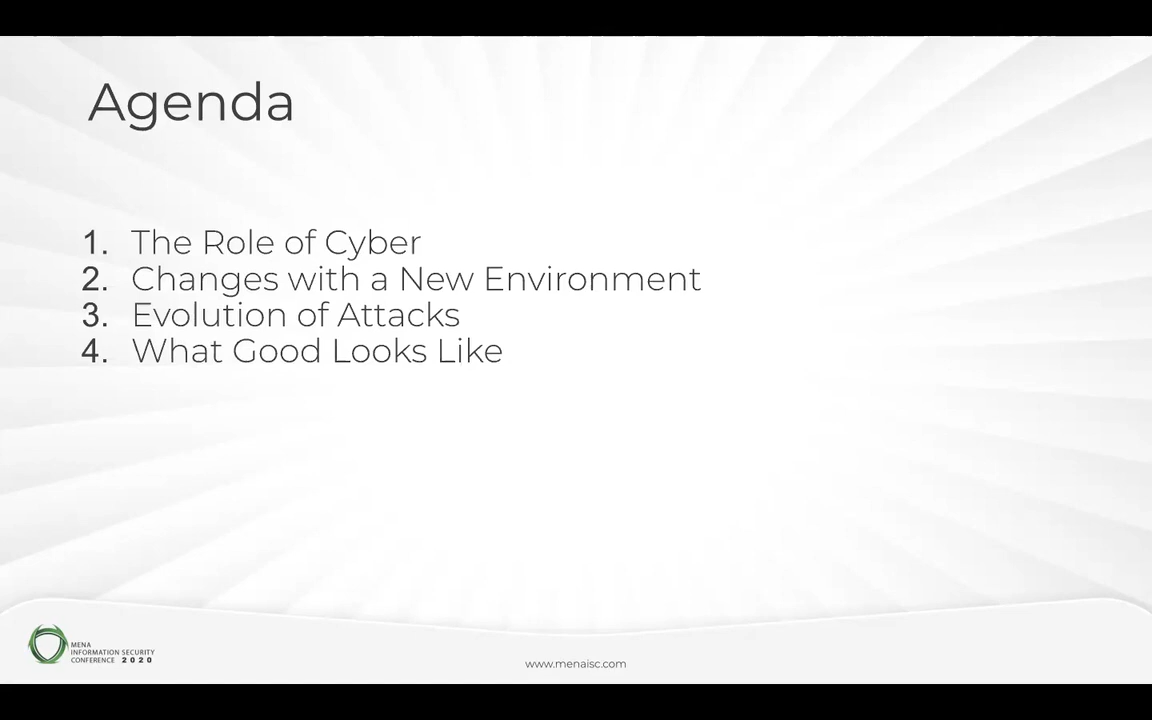 Agenda
1. The Role of Cyber
2. Changes with a New Environment
3. Evolution of Attacks
4. What Good Looks Like
MENA
INFORMATION SECURITY
CONFERENCE 2020
www.menaisc.com